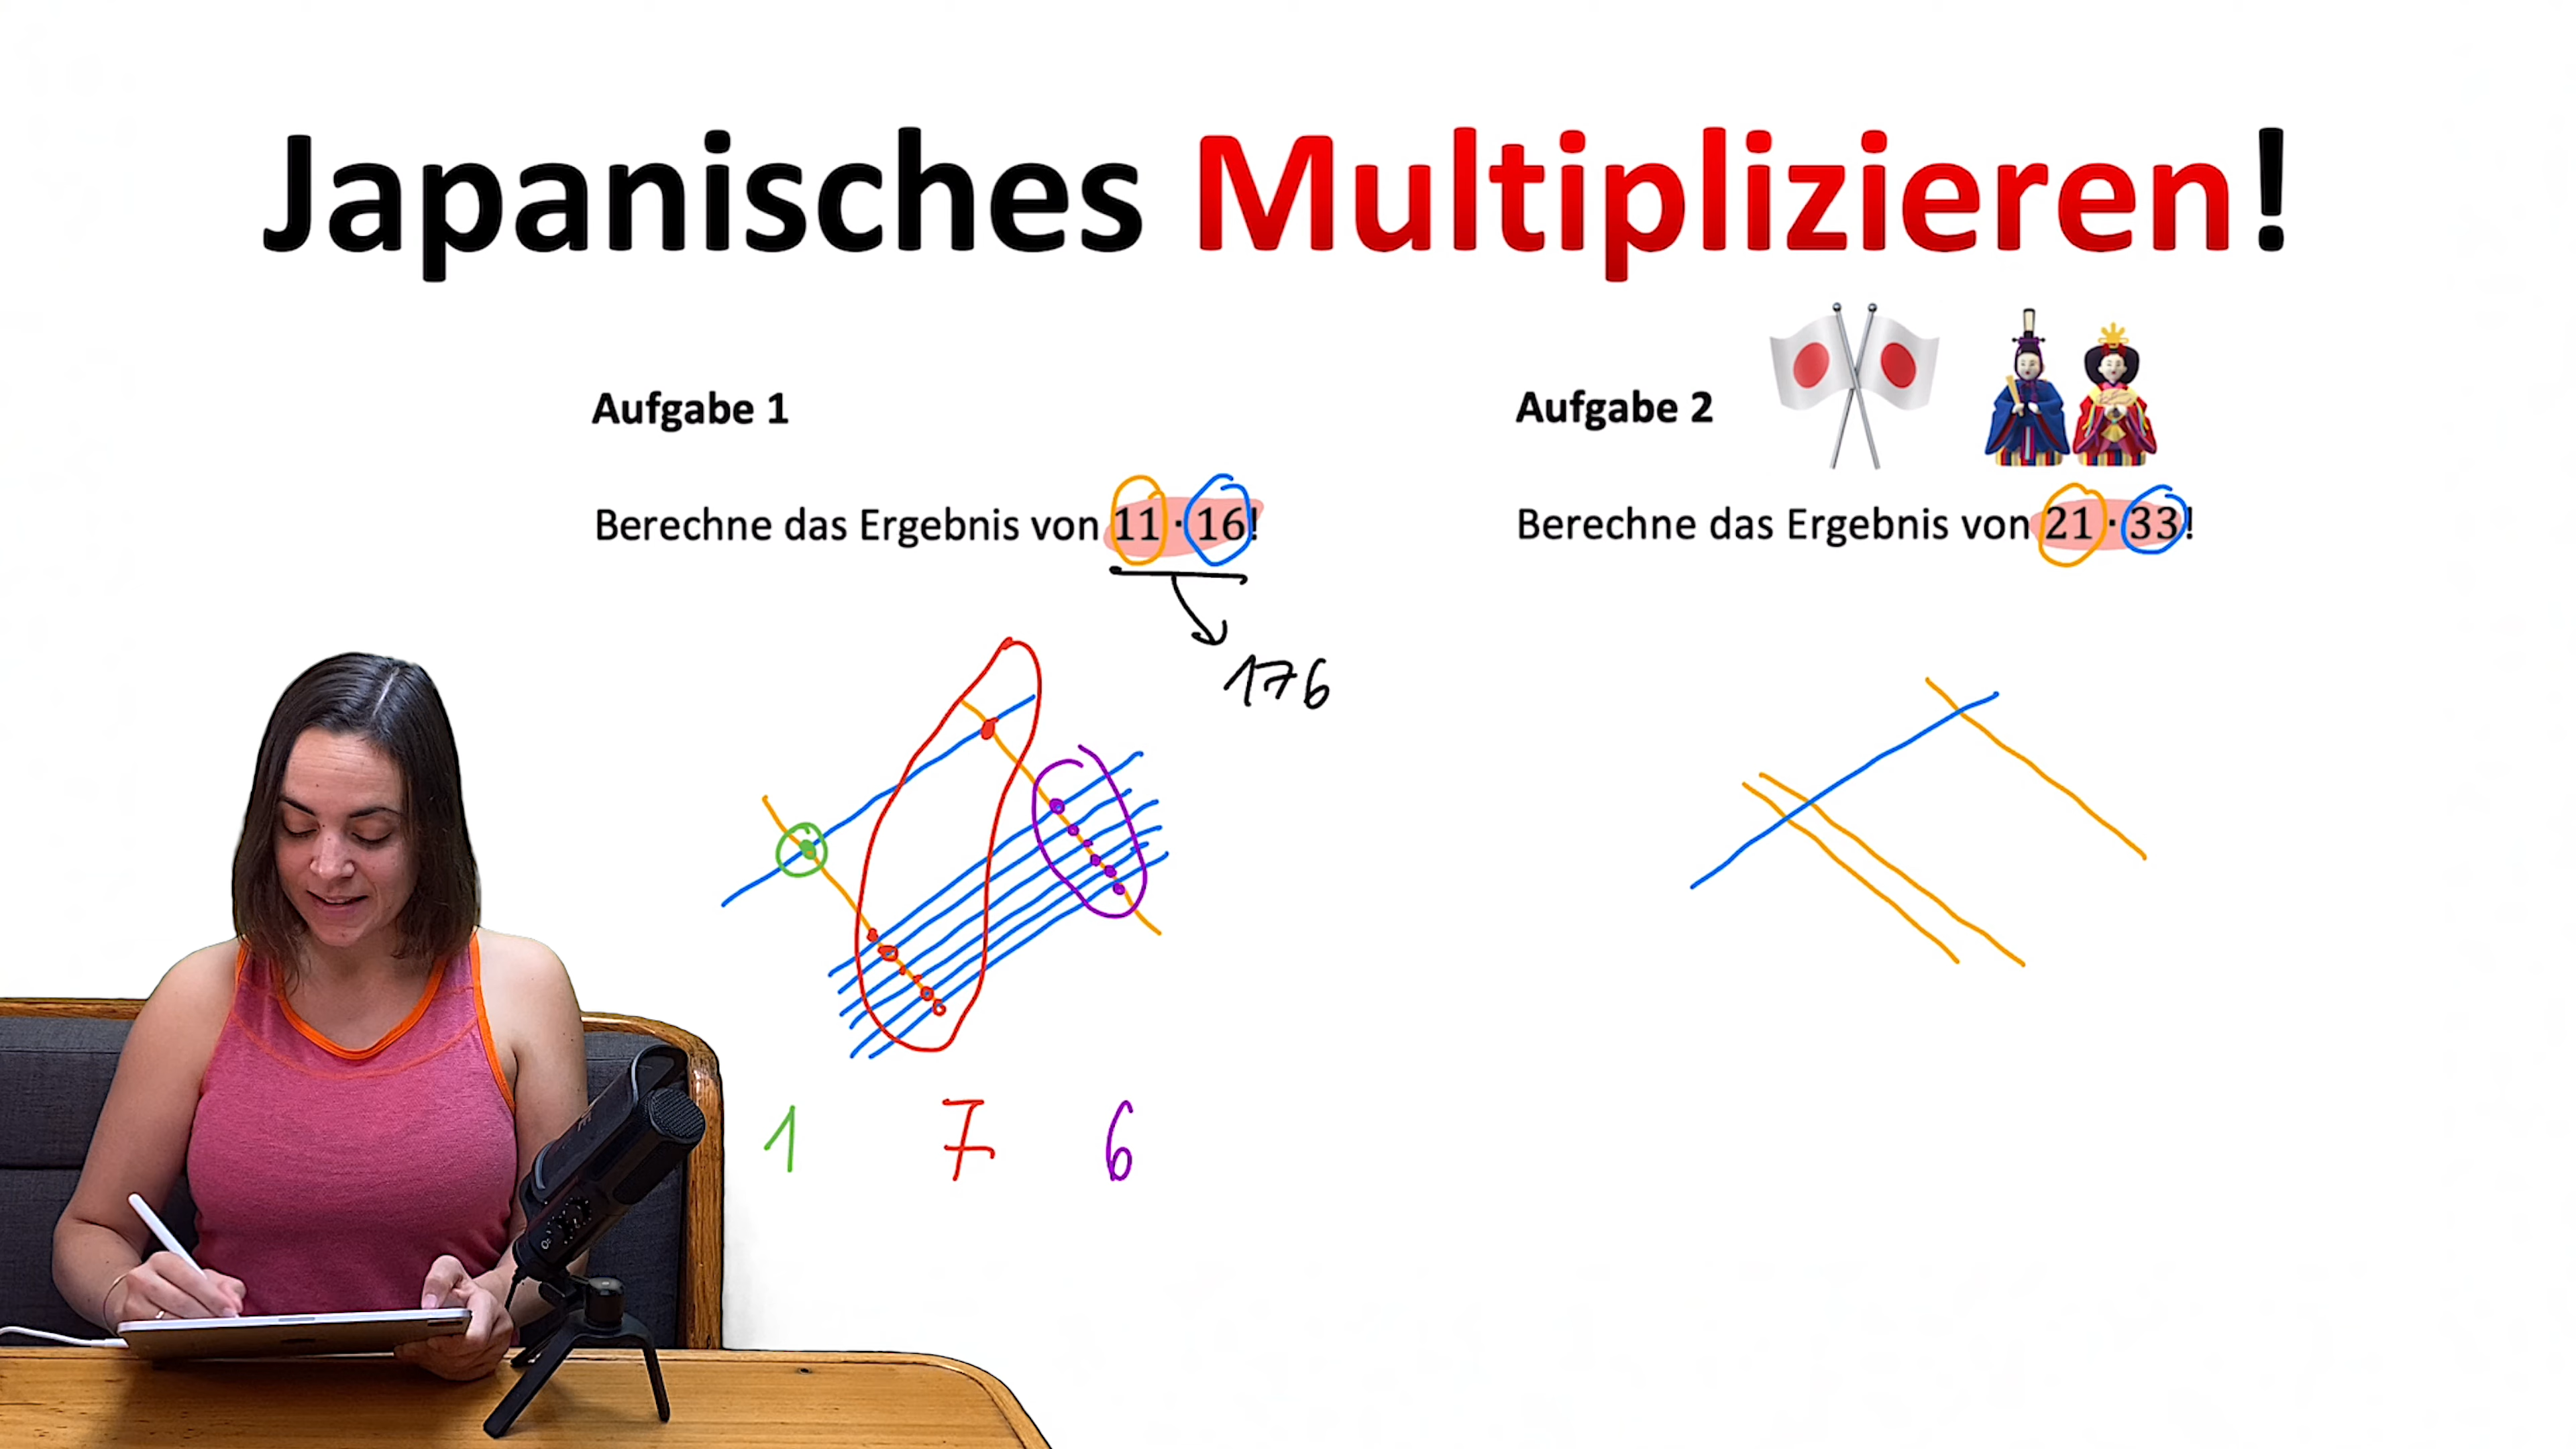 Japanisches Multiplizieren!
Aufgabe 1
Berechne das Ergebnis von 11 · 16!
176
1 7 6
Aufgabe 2
Berechne das Ergebnis von 21 · 33!